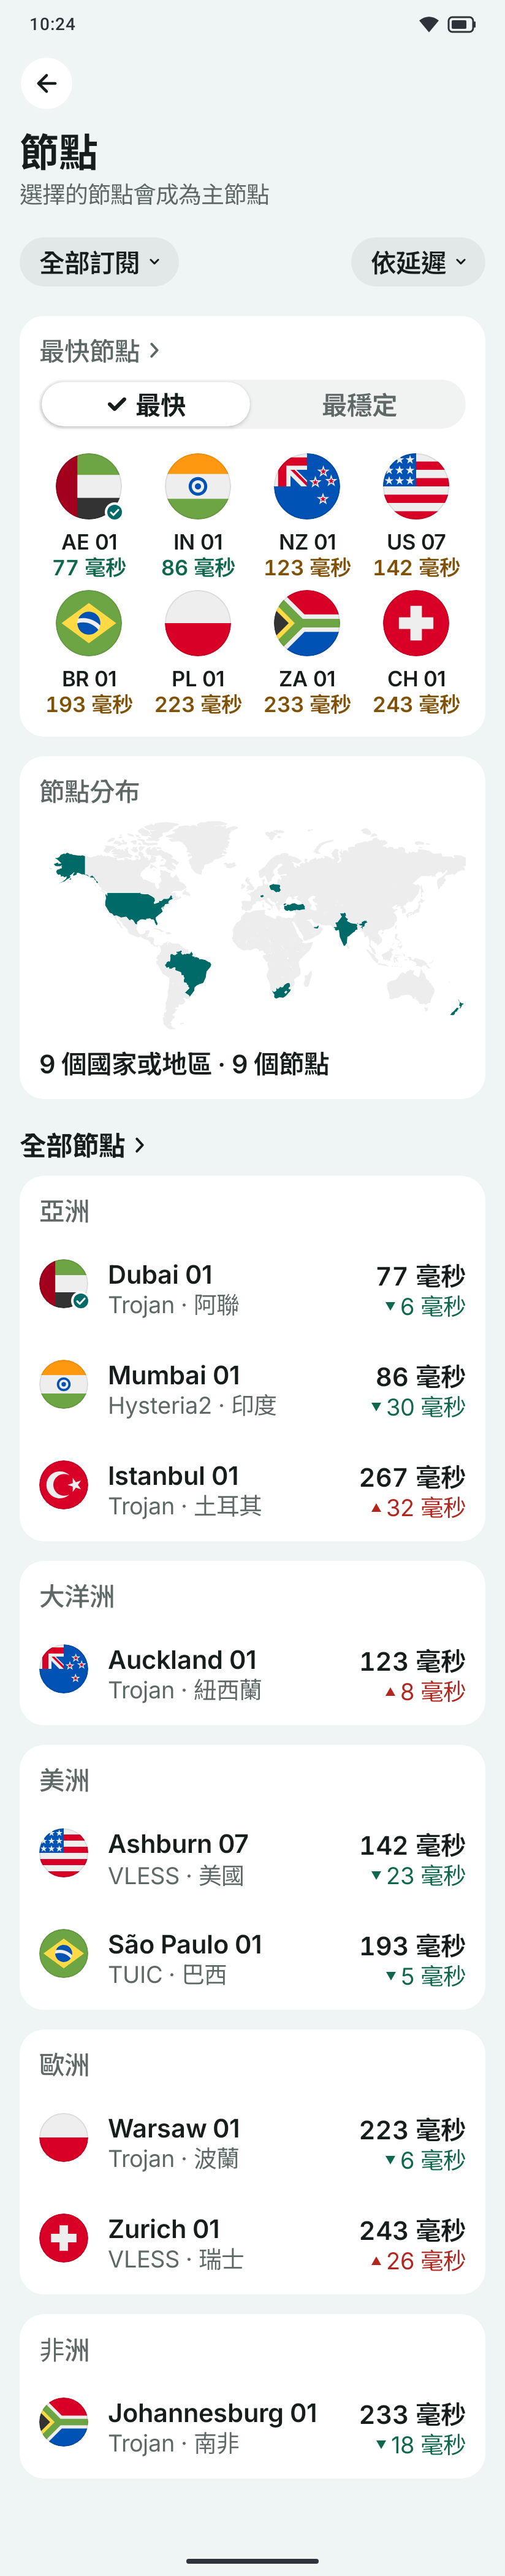 10:24
節點
選擇的節點會成為主節點
全部訂閱
依延遲
最快節點
最快
最穩定
AE 01
IN 01
NZ 01
US 07
77 毫秒
86 毫秒
123 毫秒
142 毫秒
BR 01
PL 01
ZA 01
CH 01
193 毫秒
223 毫秒
233 毫秒
243 毫秒
節點分布
9 個國家或地區 · 9 個節點
全部節點
亞洲
Dubai 01
77 毫秒
Trojan · 阿聯
▼6 毫秒
Mumbai 01
86 毫秒
Hysteria2 · 印度
▼30 毫秒
Istanbul 01
267 毫秒
Trojan · 土耳其
▲32 毫秒
大洋洲
Auckland 01
123 毫秒
Trojan · 紐西蘭
▲8 毫秒
美洲
Ashburn 07
142 毫秒
VLESS · 美國
▼23 毫秒
São Paulo 01
193 毫秒
TUIC · 巴西
▼5 毫秒
歐洲
Warsaw 01
223 毫秒
Trojan · 波蘭
▼6 毫秒
Zurich 01
243 毫秒
VLESS · 瑞士
▲26 毫秒
非洲
Johannesburg 01
233 毫秒
Trojan · 南非
▼18 毫秒